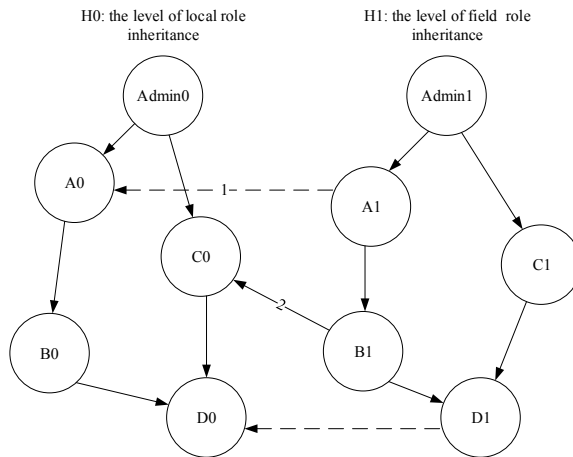 H0: the level of local role
inheritance
H1: the level of field role
inheritance
Admin0
Admin1
A0
1
A1
C0
C1
2
B0
B1
D0
D1